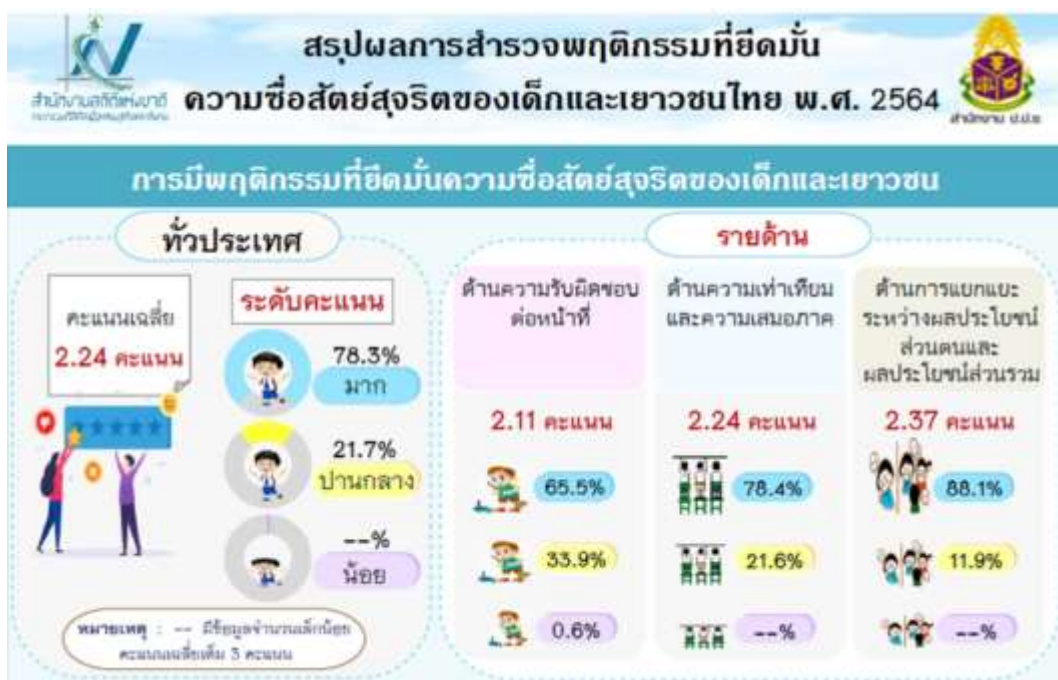 สรุปผลการสำรวจพฤติกรรมที่ยึดมั่น
ความซื่อสัตย์สุจริตของเด็กและเยาวชนไทย พ.ศ. 2564
สำนักงานสถิติแห่งชาติ
สำนักงาน ป.ป.ช.
การมีพฤติกรรมที่ยึดมั่นความซื่อสัตย์สุจริตของเด็กและเยาวชน
ทั่วประเทศ
คะแนนเฉลี่ย
2.24 คะแนน
ระดับคะแนน
78.3%
มาก
21.7%
ปานกลาง
--%
น้อย
หมายเหตุ : -- มีข้อมูลจำนวนเล็กน้อย
คะแนนเฉลี่ยเต็ม 3 คะแนน
รายด้าน
ด้านความรับผิดชอบ
ต่อหน้าที่
2.11 คะแนน
65.5%
33.9%
0.6%
ด้านความเท่าเทียม
และความเสมอภาค
2.24 คะแนน
78.4%
21.6%
--%
ด้านการแยกแยะ
ระหว่างผลประโยชน์
ส่วนตนและ
ผลประโยชน์ส่วนรวม
2.37 คะแนน
88.1%
11.9%
--%